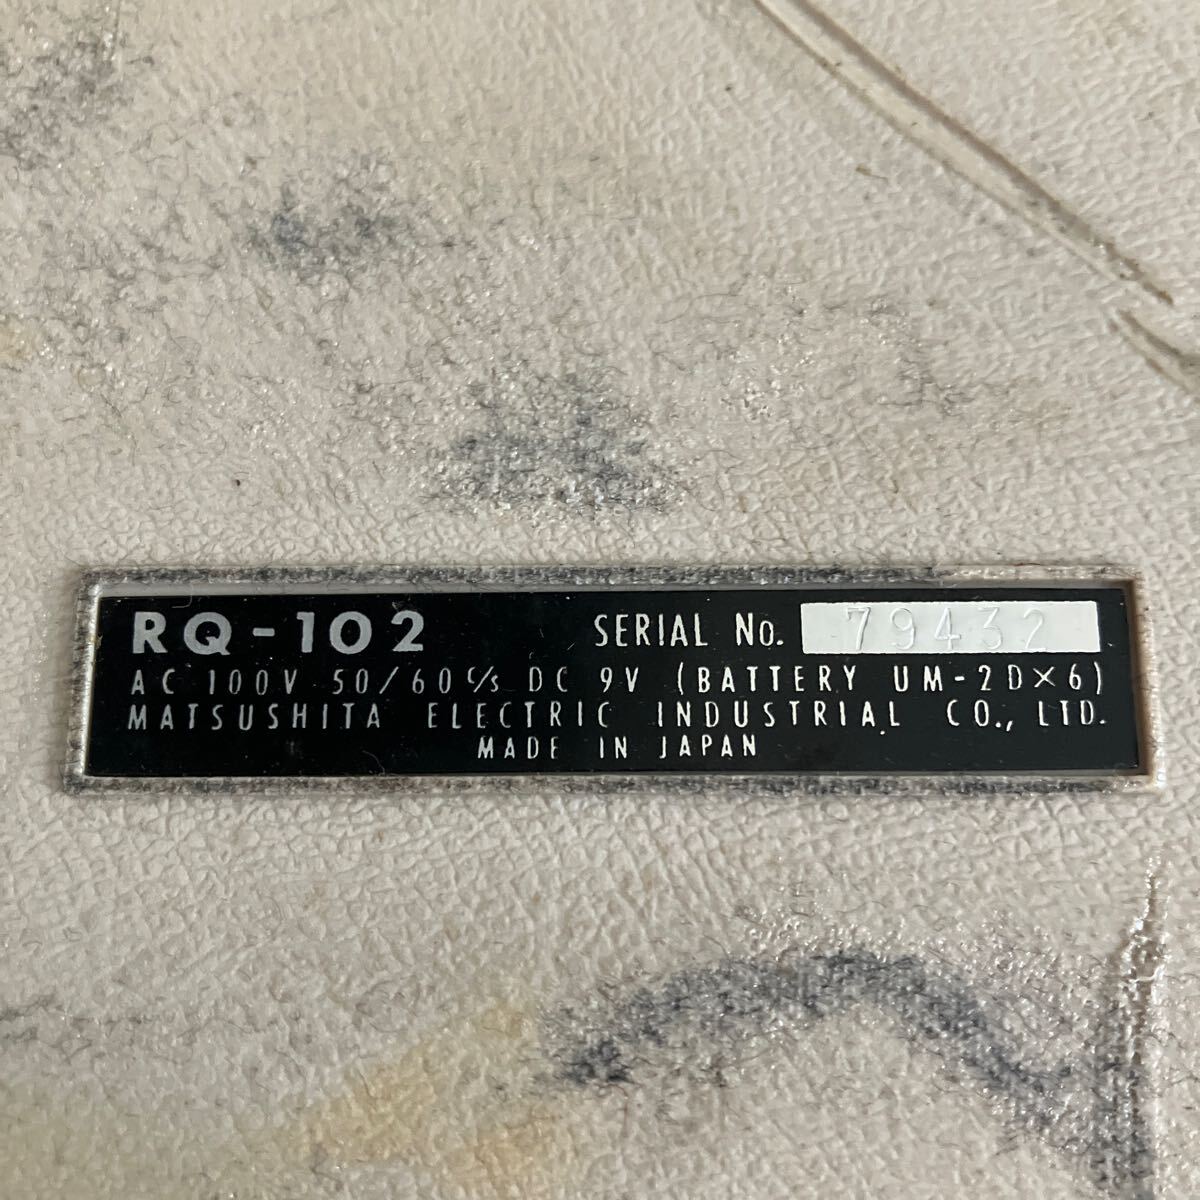 RQ-102 SERIAL No. 79432
AC 100V 50/60 c/s DC 9V (BATTERY UM-2D×6)
MATSUSHITA ELECTRIC INDUSTRIAL CO., LTD.
MADE IN JAPAN